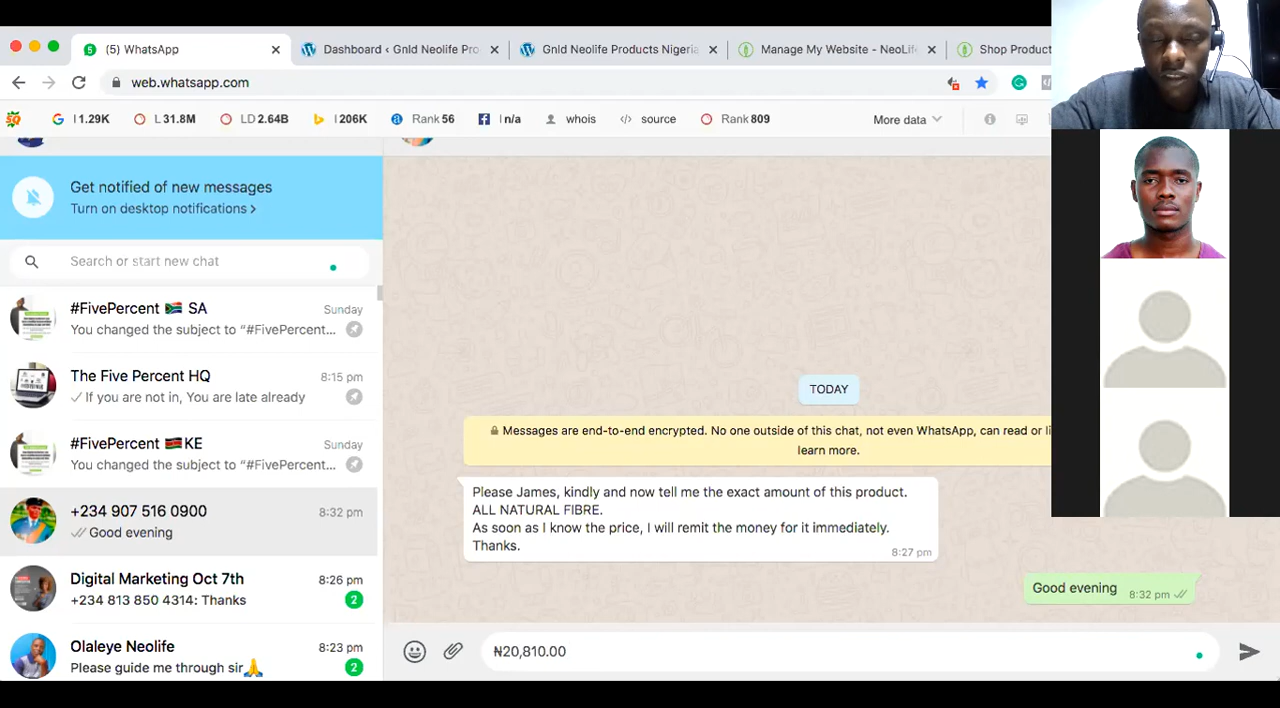 (5) WhatsApp
Dashboard ‹ Gnld Neolife Pro
Gnld Neolife Products Nigeria
Manage My Website - NeoLif
Shop Product
web.whatsapp.com
SQ
I 1.29K
L 31.8M
LD 2.64B
I 206K
Rank 56
I n/a
whois
source
Rank 809
More data
Get notified of new messages
Turn on desktop notifications >
Search or start new chat
#FivePercent 🇿🇦 SA
Sunday
You changed the subject to “#FivePercent...
The Five Percent HQ
8:15 pm
If you are not in, You are late already
#FivePercent 🇰🇪KE
Sunday
You changed the subject to “#FivePercent...
+234 907 516 0900
8:32 pm
Good evening
Digital Marketing Oct 7th
8:26 pm
+234 813 850 4314: Thanks
2
Olaleye Neolife
8:23 pm
Please guide me through sir🙏
2
TODAY
Messages are end-to-end encrypted. No one outside of this chat, not even WhatsApp, can read or li
learn more.
Please James, kindly and now tell me the exact amount of this product.
ALL NATURAL FIBRE.
As soon as I know the price, I will remit the money for it immediately.
Thanks.
8:27 pm
Good evening
8:32 pm
₦20,810.00